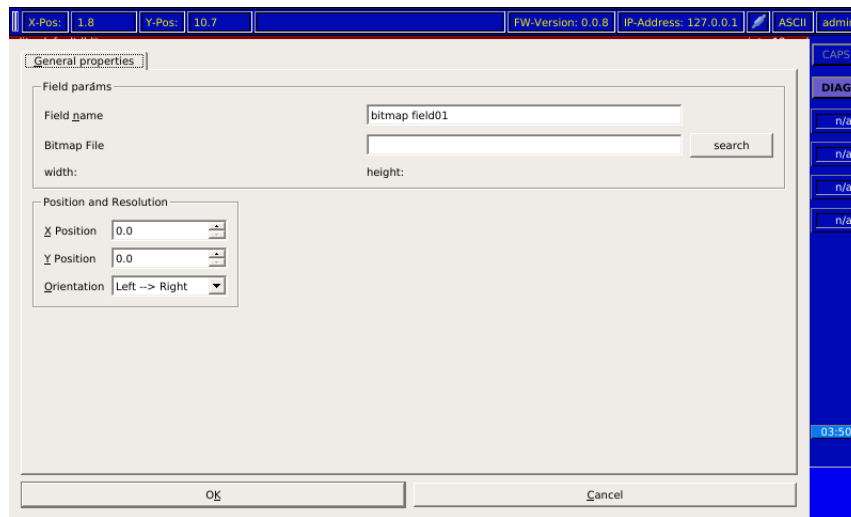 X-Pos: 1.8 Y-Pos: 10.7 FW-Version: 0.0.8 IP-Address: 127.0.0.1 ASCII admi
CAPS
General properties
DIAG
Field paráms
Field name bitmap field01
n/a
Bitmap File search
n/a
width: height:
n/a
Position and Resolution
n/a
X Position 0.0
Y Position 0.0
Orientation Left --> Right
03:50
OK Cancel